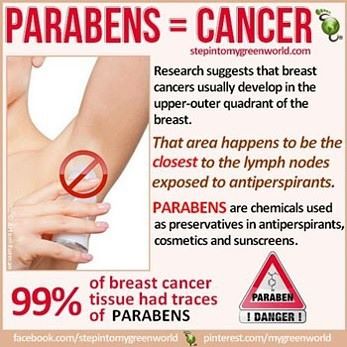 PARABENS = CANCER
stepintomygreenworld.com
Research suggests that breast
cancers usually develop in the
upper-outer quadrant of the
breast.
That area happens to be the
closest to the lymph nodes
exposed to antiperspirants.
PARABENS are chemicals used
as preservatives in antiperspirants,
cosmetics and sunscreens.
99% of breast cancer
tissue had traces
of PARABENS
PARABEN
! DANGER !
facebook.com/stepintomygreenworld
pinterest.com/mygreenworld